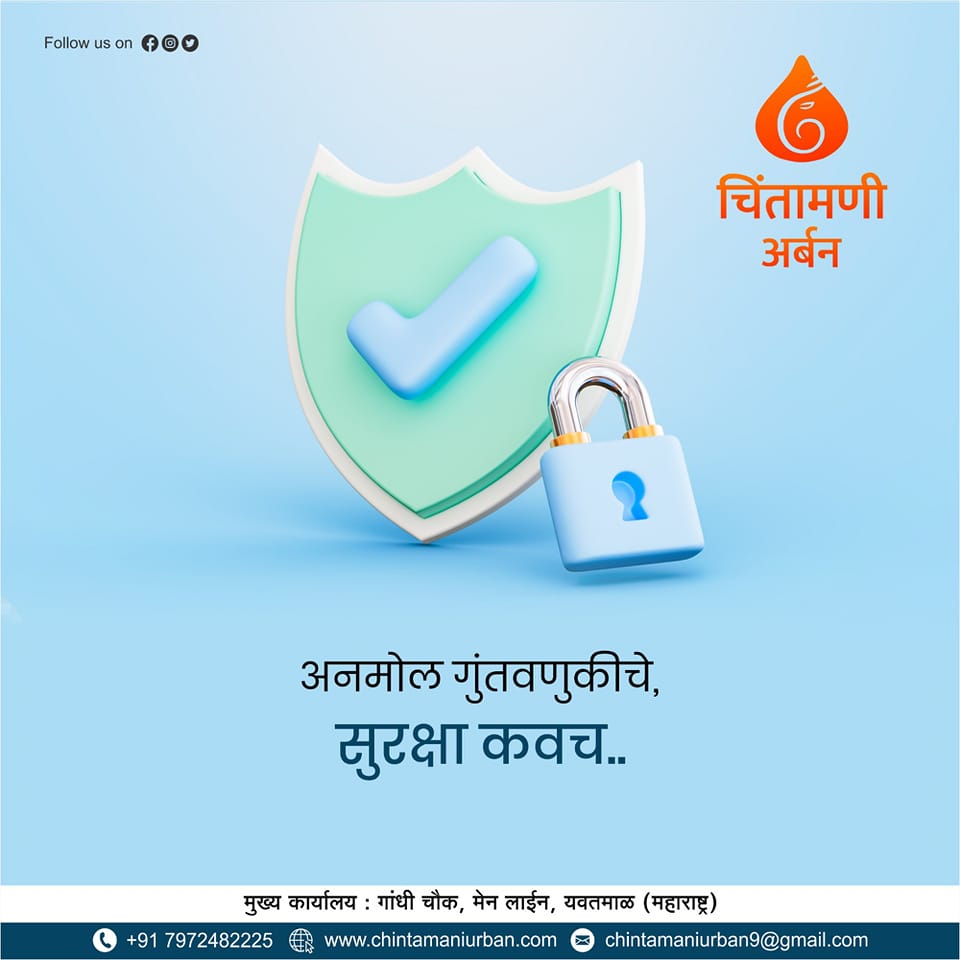 Follow us on
चिंतामणी
अर्बन
अनमोल गुंतवणुकीचे,
सुरक्षा कवच..
मुख्य कार्यालय : गांधी चौक, मेन लाईन, यवतमाळ (महाराष्ट्र)
+91 7972482225 www.chintamaniurban.com chintamaniurban9@gmail.com